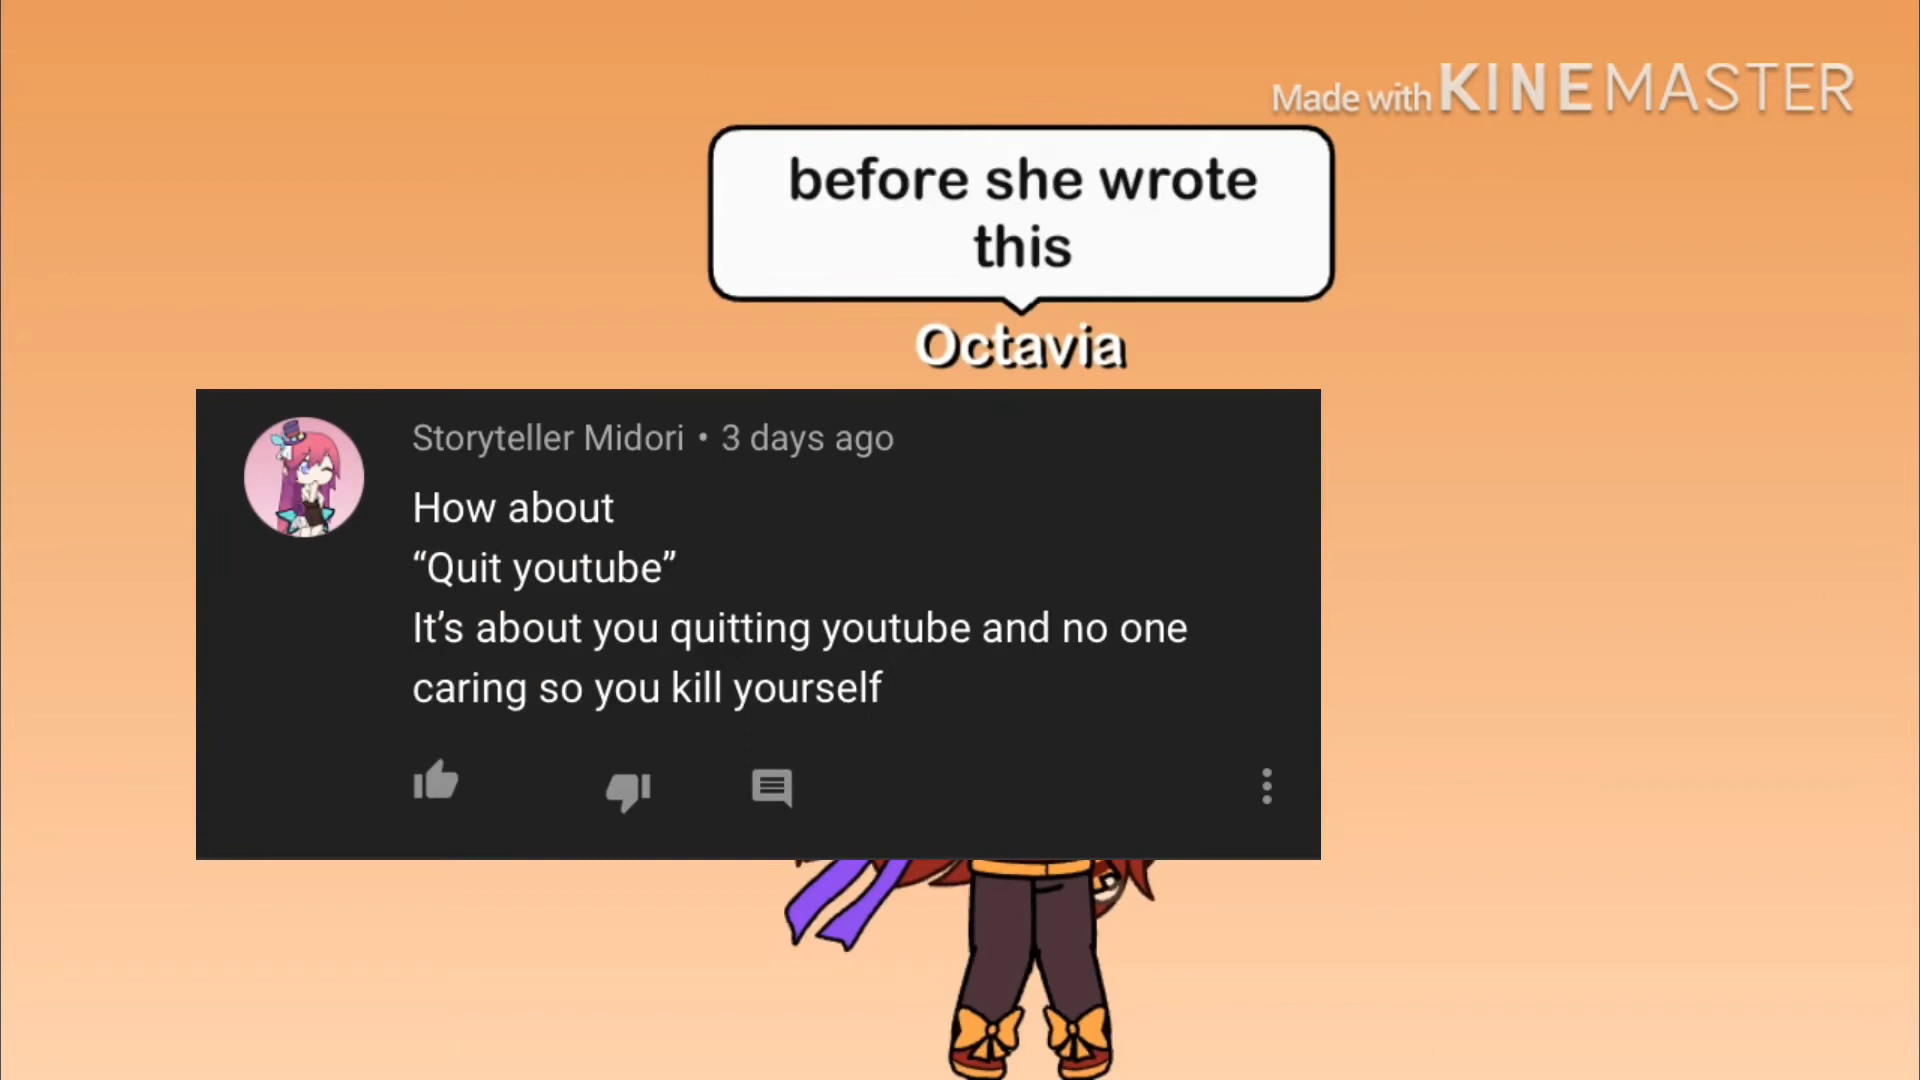 Made with KINEMASTER
before she wrote
this
Octavia
Storyteller Midori • 3 days ago
How about
“Quit youtube”
It’s about you quitting youtube and no one
caring so you kill yourself